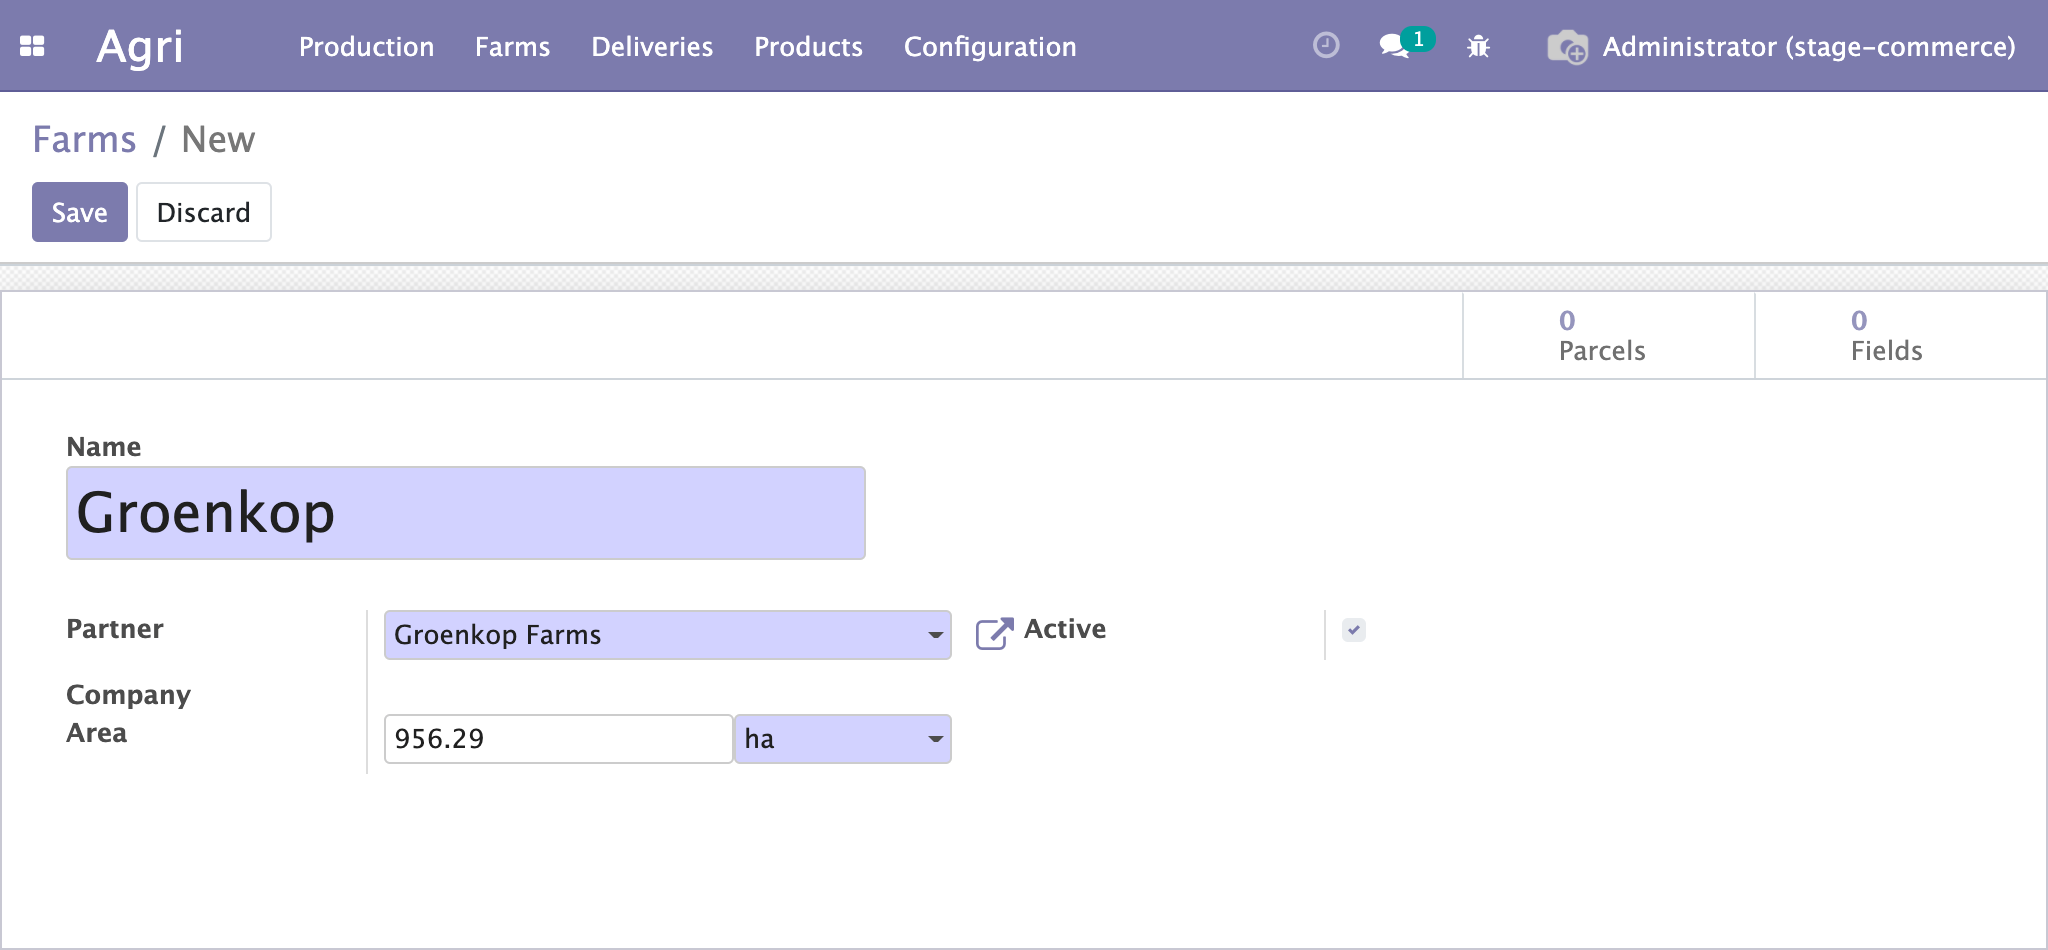 Agri Production Farms Deliveries Products Configuration 1 Administrator (stage-commerce)
Farms / New
Save Discard
0 Parcels
0 Fields
Name
Groenkop
Partner Groenkop Farms Active
Company
Area 956.29 ha